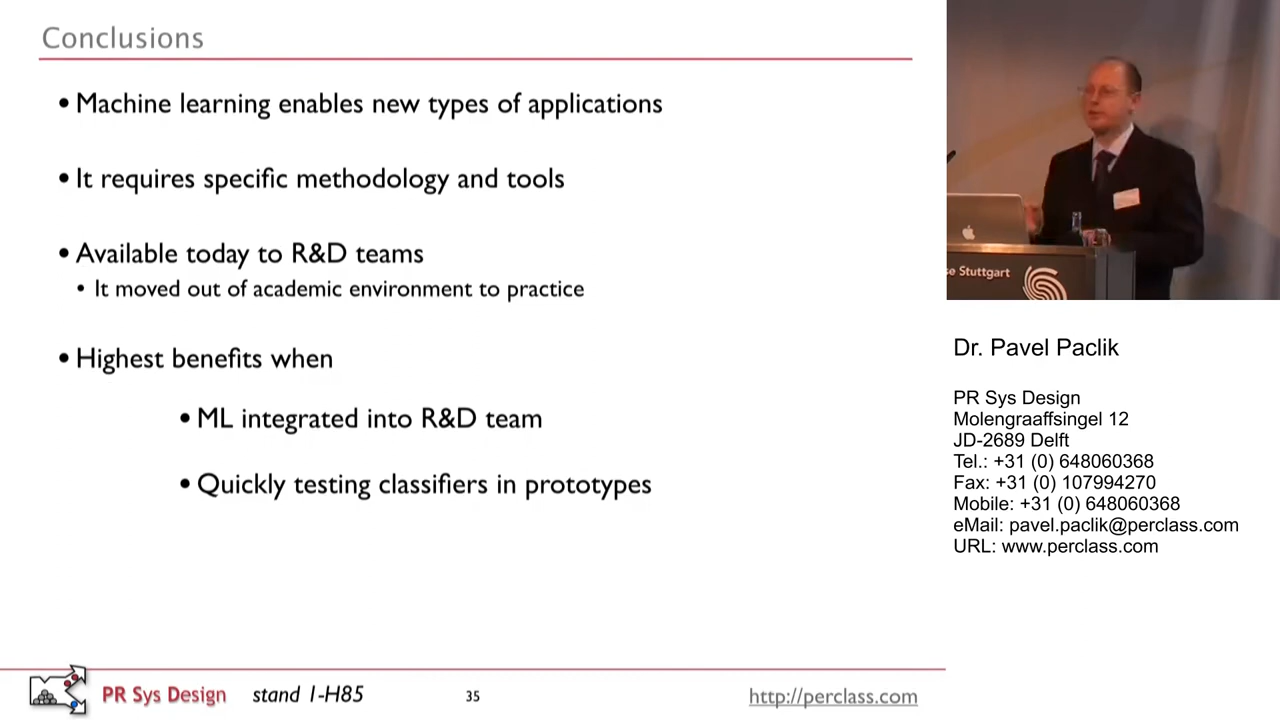 Conclusions
• Machine learning enables new types of applications
• It requires specific methodology and tools
• Available today to R&D teams
• It moved out of academic environment to practice
• Highest benefits when
• ML integrated into R&D team
• Quickly testing classifiers in prototypes
PR Sys Design stand 1-H85 35 http://perclass.com
se Stuttgart
Dr. Pavel Paclik
PR Sys Design
Molengraaffsingel 12
JD-2689 Delft
Tel.: +31 (0) 648060368
Fax: +31 (0) 107994270
Mobile: +31 (0) 648060368
eMail: pavel.paclik@perclass.com
URL: www.perclass.com